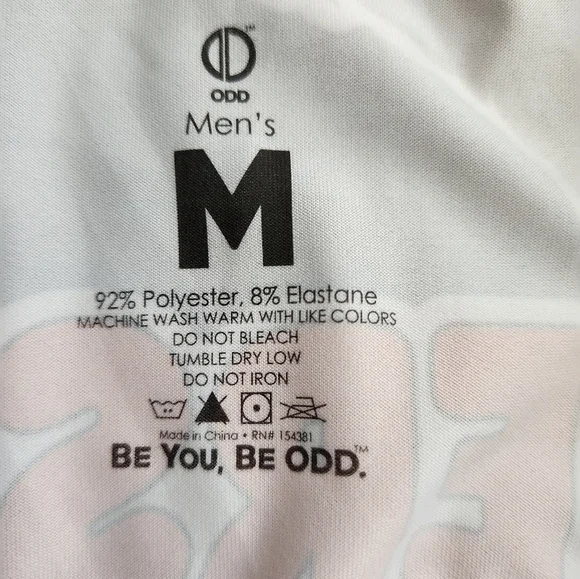 ODD
Men's
M
92% Polyester, 8% Elastane
MACHINE WASH WARM WITH LIKE COLORS
DO NOT BLEACH
TUMBLE DRY LOW
DO NOT IRON
Made in China • RN# 154381
BE YOU, BE ODD.™